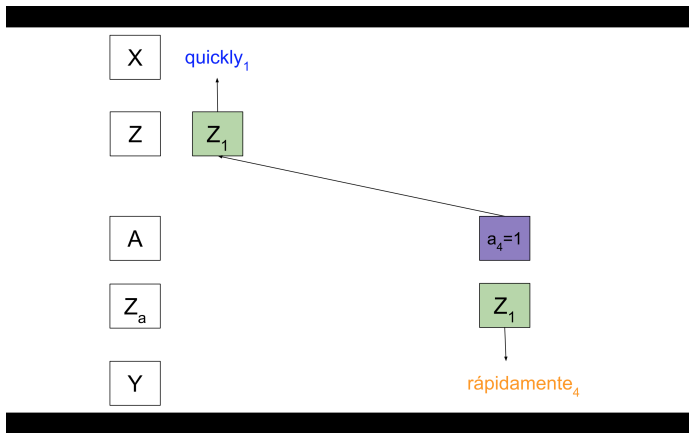 X quickly₁
Z Z₁
A a₄=1
Zₐ Z₁
Y rápidamente₄